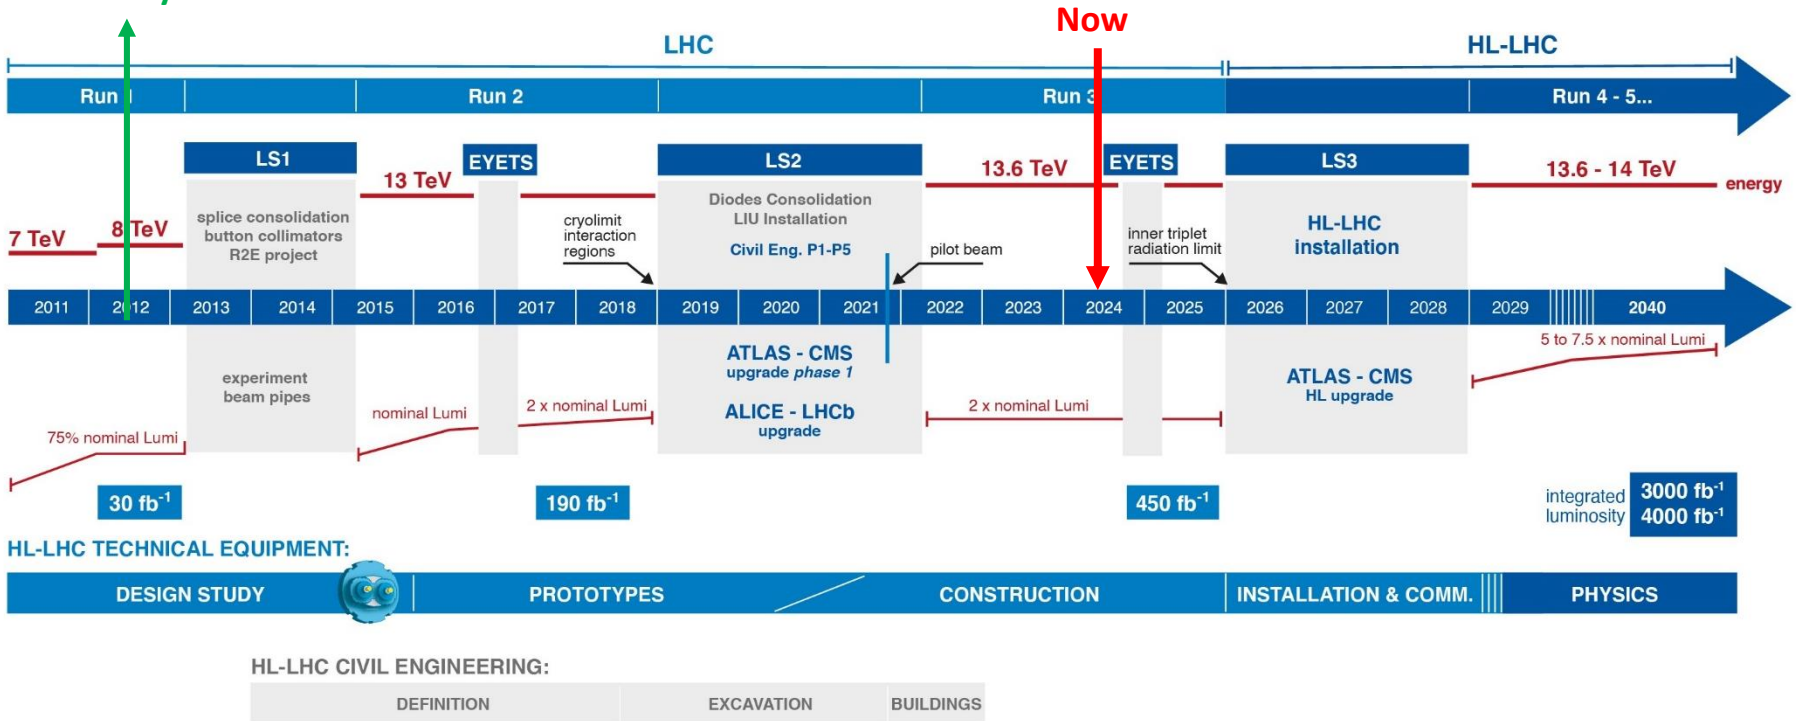 Now
LHC
HL-LHC
Run 1
Run 2
Run 3
Run 4 - 5...
LS1
EYETS
LS2
EYETS
LS3
13 TeV
13.6 TeV
13.6 - 14 TeV
energy
7 TeV
8 TeV
splice consolidation
button collimators
R2E project
cryolimit
interaction
regions
Diodes Consolidation
LIU Installation
Civil Eng. P1-P5
pilot beam
inner triplet
radiation limit
HL-LHC
installation
2011
2012
2013
2014
2015
2016
2017
2018
2019
2020
2021
2022
2023
2024
2025
2026
2027
2028
2029
2040
5 to 7.5 x nominal Lumi
experiment
beam pipes
ATLAS - CMS
upgrade phase 1
ALICE - LHCb
upgrade
ATLAS - CMS
HL upgrade
75% nominal Lumi
nominal Lumi
2 x nominal Lumi
2 x nominal Lumi
30 fb⁻¹
190 fb⁻¹
450 fb⁻¹
integrated
luminosity
3000 fb⁻¹
4000 fb⁻¹
HL-LHC TECHNICAL EQUIPMENT:
DESIGN STUDY
PROTOTYPES
CONSTRUCTION
INSTALLATION & COMM.
PHYSICS
HL-LHC CIVIL ENGINEERING:
DEFINITION
EXCAVATION
BUILDINGS